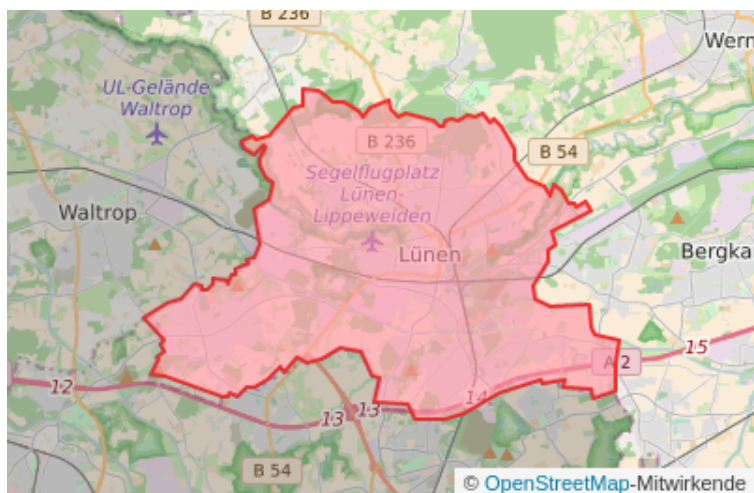 B 236
Wern
UL-Gelände
Waltrop
B 236
B 54
Segelflugplatz
Lünen-
Lippeweiden
Waltrop
Lünen
Bergka
15
A 2
12
14
13
13
B 54
© OpenStreetMap-Mitwirkende